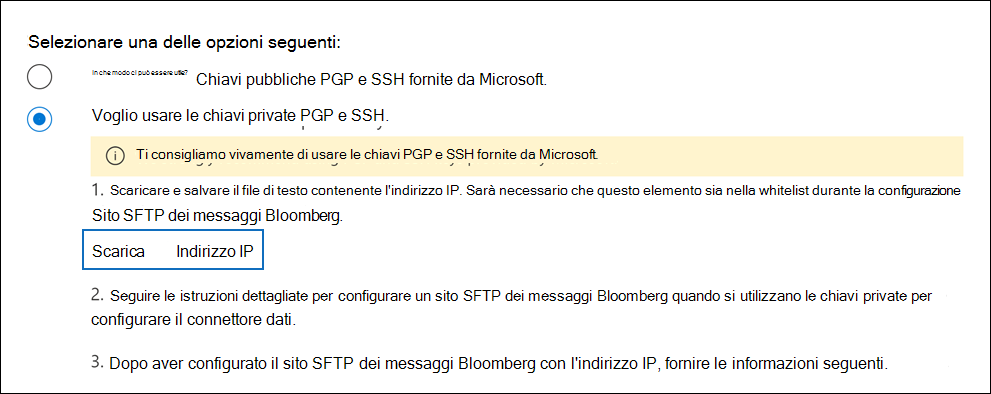 Selezionare una delle opzioni seguenti:
In che modo ci può essere utile? Chiavi pubbliche PGP e SSH fornite da Microsoft.
Voglio usare le chiavi private PGP e SSH.
Ti consigliamo vivamente di usare le chiavi PGP e SSH fornite da Microsoft.
1. Scaricare e salvare il file di testo contenente l'indirizzo IP. Sarà necessario che questo elemento sia nella whitelist durante la configurazione
Sito SFTP dei messaggi Bloomberg.
Scarica Indirizzo IP
2. Seguire le istruzioni dettagliate per configurare un sito SFTP dei messaggi Bloomberg quando si utilizzano le chiavi private per
configurare il connettore dati.
3. Dopo aver configurato il sito SFTP dei messaggi Bloomberg con l'indirizzo IP, fornire le informazioni seguenti.